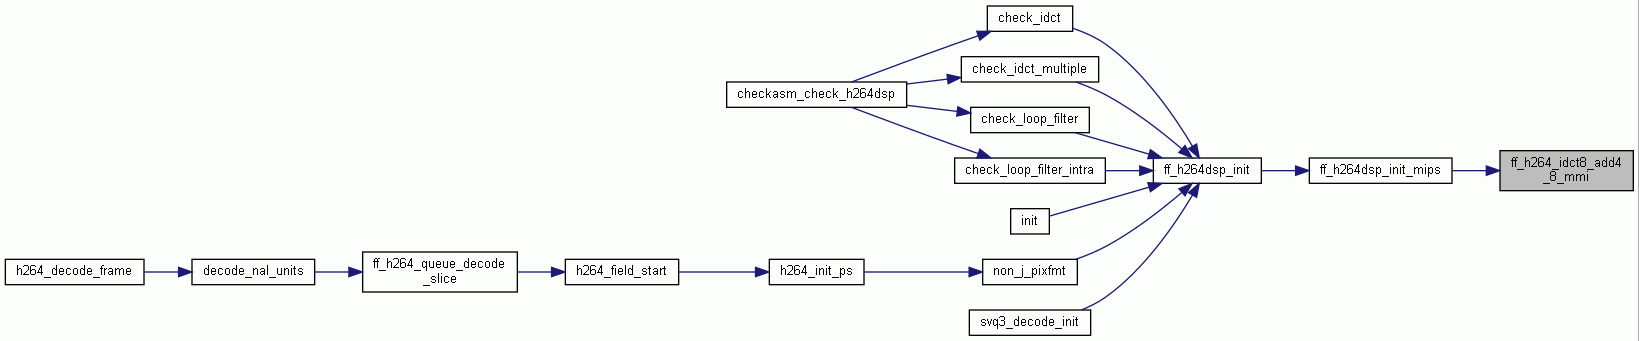 check_idct
check_idct_multiple
checkasm_check_h264dsp
check_loop_filter
check_loop_filter_intra
ff_h264dsp_init
ff_h264dsp_init_mips
ff_h264_idct8_add4
_8_mmi
init
h264_decode_frame
decode_nal_units
ff_h264_queue_decode
_slice
h264_field_start
h264_init_ps
non_j_pixfmt
svq3_decode_init